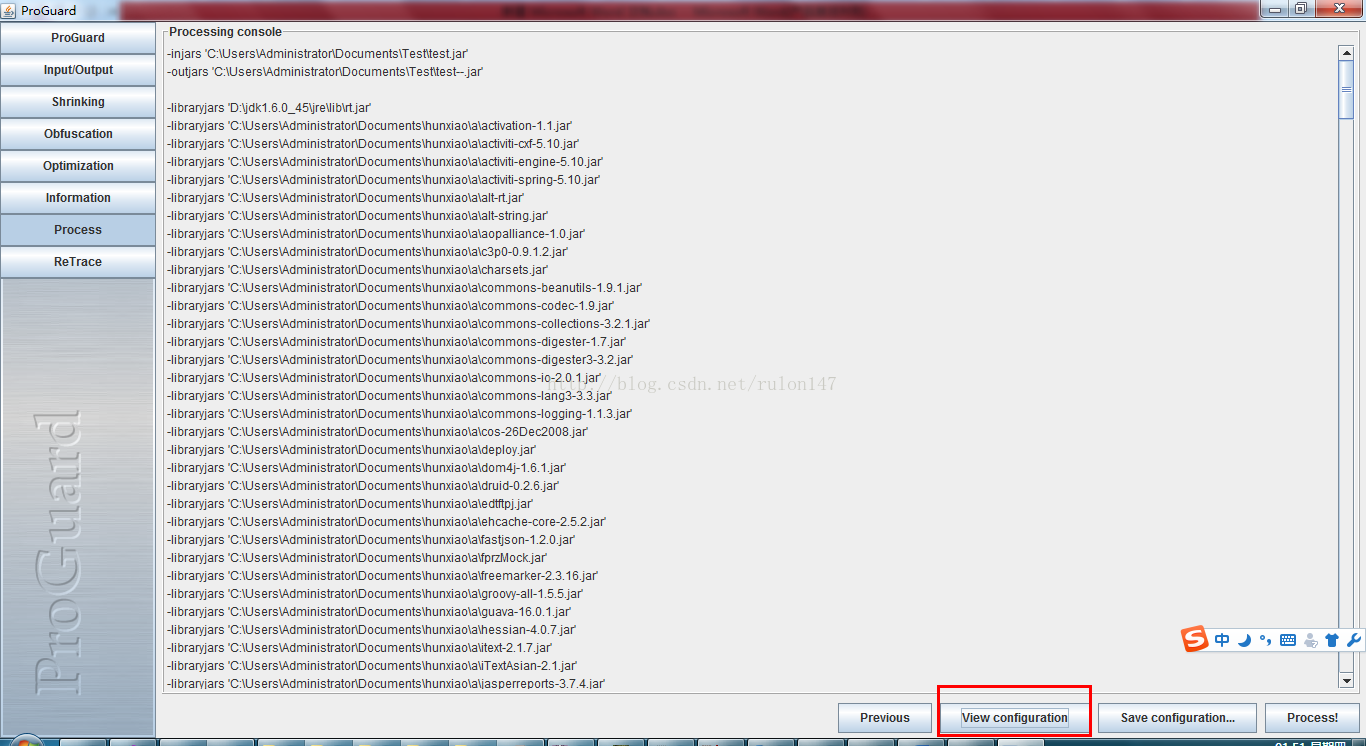 ProGuard
ProGuard
Input/Output
Shrinking
Obfuscation
Optimization
Information
Process
ReTrace
ProGuard
Processing console
-injars 'C:\Users\Administrator\Documents\Test\test.jar'
-outjars 'C:\Users\Administrator\Documents\Test\test--.jar'
-libraryjars 'D:\jdk1.6.0_45\jre\lib\rt.jar'
-libraryjars 'C:\Users\Administrator\Documents\hunxiao\a\activation-1.1.jar'
-libraryjars 'C:\Users\Administrator\Documents\hunxiao\a\activiti-cxf-5.10.jar'
-libraryjars 'C:\Users\Administrator\Documents\hunxiao\a\activiti-engine-5.10.jar'
-libraryjars 'C:\Users\Administrator\Documents\hunxiao\a\activiti-spring-5.10.jar'
-libraryjars 'C:\Users\Administrator\Documents\hunxiao\a\alt-rt.jar'
-libraryjars 'C:\Users\Administrator\Documents\hunxiao\a\alt-string.jar'
-libraryjars 'C:\Users\Administrator\Documents\hunxiao\a\aopalliance-1.0.jar'
-libraryjars 'C:\Users\Administrator\Documents\hunxiao\a\c3p0-0.9.1.2.jar'
-libraryjars 'C:\Users\Administrator\Documents\hunxiao\a\charsets.jar'
-libraryjars 'C:\Users\Administrator\Documents\hunxiao\a\commons-beanutils-1.9.1.jar'
-libraryjars 'C:\Users\Administrator\Documents\hunxiao\a\commons-codec-1.9.jar'
-libraryjars 'C:\Users\Administrator\Documents\hunxiao\a\commons-collections-3.2.1.jar'
-libraryjars 'C:\Users\Administrator\Documents\hunxiao\a\commons-digester-1.7.jar'
-libraryjars 'C:\Users\Administrator\Documents\hunxiao\a\commons-digester3-3.2.jar'
-libraryjars 'C:\Users\Administrator\Documents\hunxiao\a\commons-io-2.0.1.jar'
http://blog.csdn.net/rulon147
-libraryjars 'C:\Users\Administrator\Documents\hunxiao\a\commons-lang3-3.3.jar'
-libraryjars 'C:\Users\Administrator\Documents\hunxiao\a\commons-logging-1.1.3.jar'
-libraryjars 'C:\Users\Administrator\Documents\hunxiao\a\cos-26Dec2008.jar'
-libraryjars 'C:\Users\Administrator\Documents\hunxiao\a\deploy.jar'
-libraryjars 'C:\Users\Administrator\Documents\hunxiao\a\dom4j-1.6.1.jar'
-libraryjars 'C:\Users\Administrator\Documents\hunxiao\a\druid-0.2.6.jar'
-libraryjars 'C:\Users\Administrator\Documents\hunxiao\a\edtftpj.jar'
-libraryjars 'C:\Users\Administrator\Documents\hunxiao\a\ehcache-core-2.5.2.jar'
-libraryjars 'C:\Users\Administrator\Documents\hunxiao\a\fastjson-1.2.0.jar'
-libraryjars 'C:\Users\Administrator\Documents\hunxiao\a\fprzMock.jar'
-libraryjars 'C:\Users\Administrator\Documents\hunxiao\a\freemarker-2.3.16.jar'
-libraryjars 'C:\Users\Administrator\Documents\hunxiao\a\groovy-all-1.5.5.jar'
-libraryjars 'C:\Users\Administrator\Documents\hunxiao\a\guava-16.0.1.jar'
-libraryjars 'C:\Users\Administrator\Documents\hunxiao\a\hessian-4.0.7.jar'
-libraryjars 'C:\Users\Administrator\Documents\hunxiao\a\itext-2.1.7.jar'
-libraryjars 'C:\Users\Administrator\Documents\hunxiao\a\iTextAsian-2.1.jar'
-libraryjars 'C:\Users\Administrator\Documents\hunxiao\a\jasperreports-3.7.4.jar'
S 中
Previous
View configuration
Save configuration...
Process!